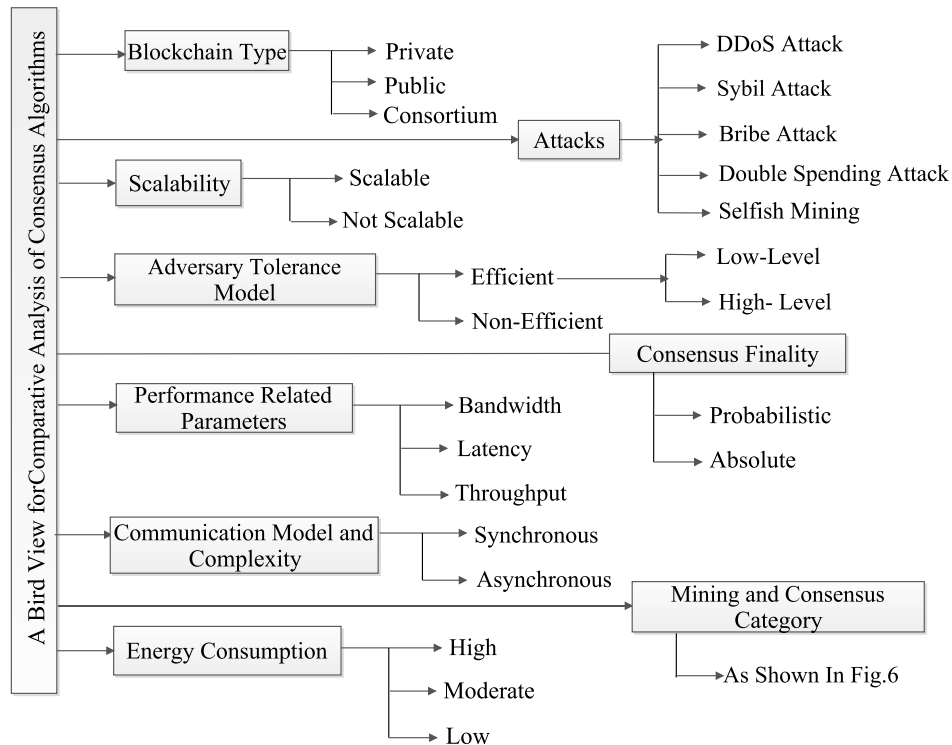 A Bird View forComparative Analysis of Consensus Algorithms
Blockchain Type
Private
Public
Consortium
Attacks
DDoS Attack
Sybil Attack
Bribe Attack
Double Spending Attack
Selfish Mining
Scalability
Scalable
Not Scalable
Adversary Tolerance
Model
Efficient
Non-Efficient
Low-Level
High- Level
Consensus Finality
Probabilistic
Absolute
Performance Related
Parameters
Bandwidth
Latency
Throughput
Communication Model and
Complexity
Synchronous
Asynchronous
Mining and Consensus
Category
As Shown In Fig.6
Energy Consumption
High
Moderate
Low